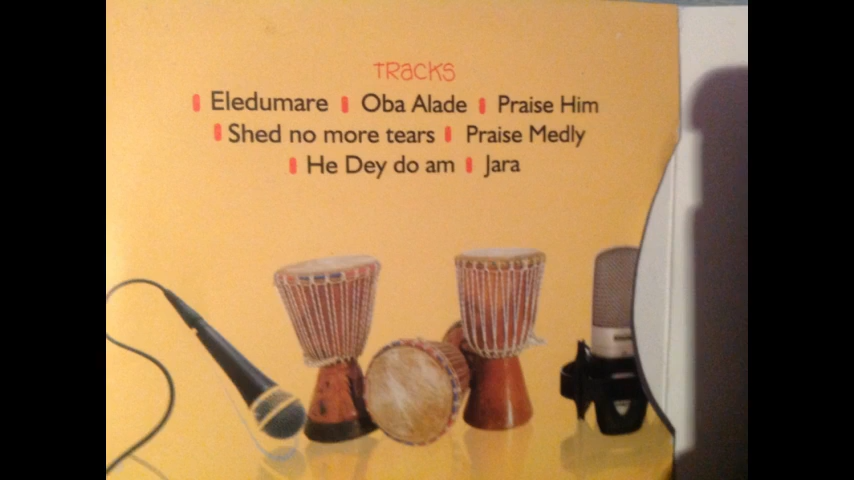 TRacks
Eledumare Oba Alade Praise Him
Shed no more tears Praise Medly
He Dey do am Jara